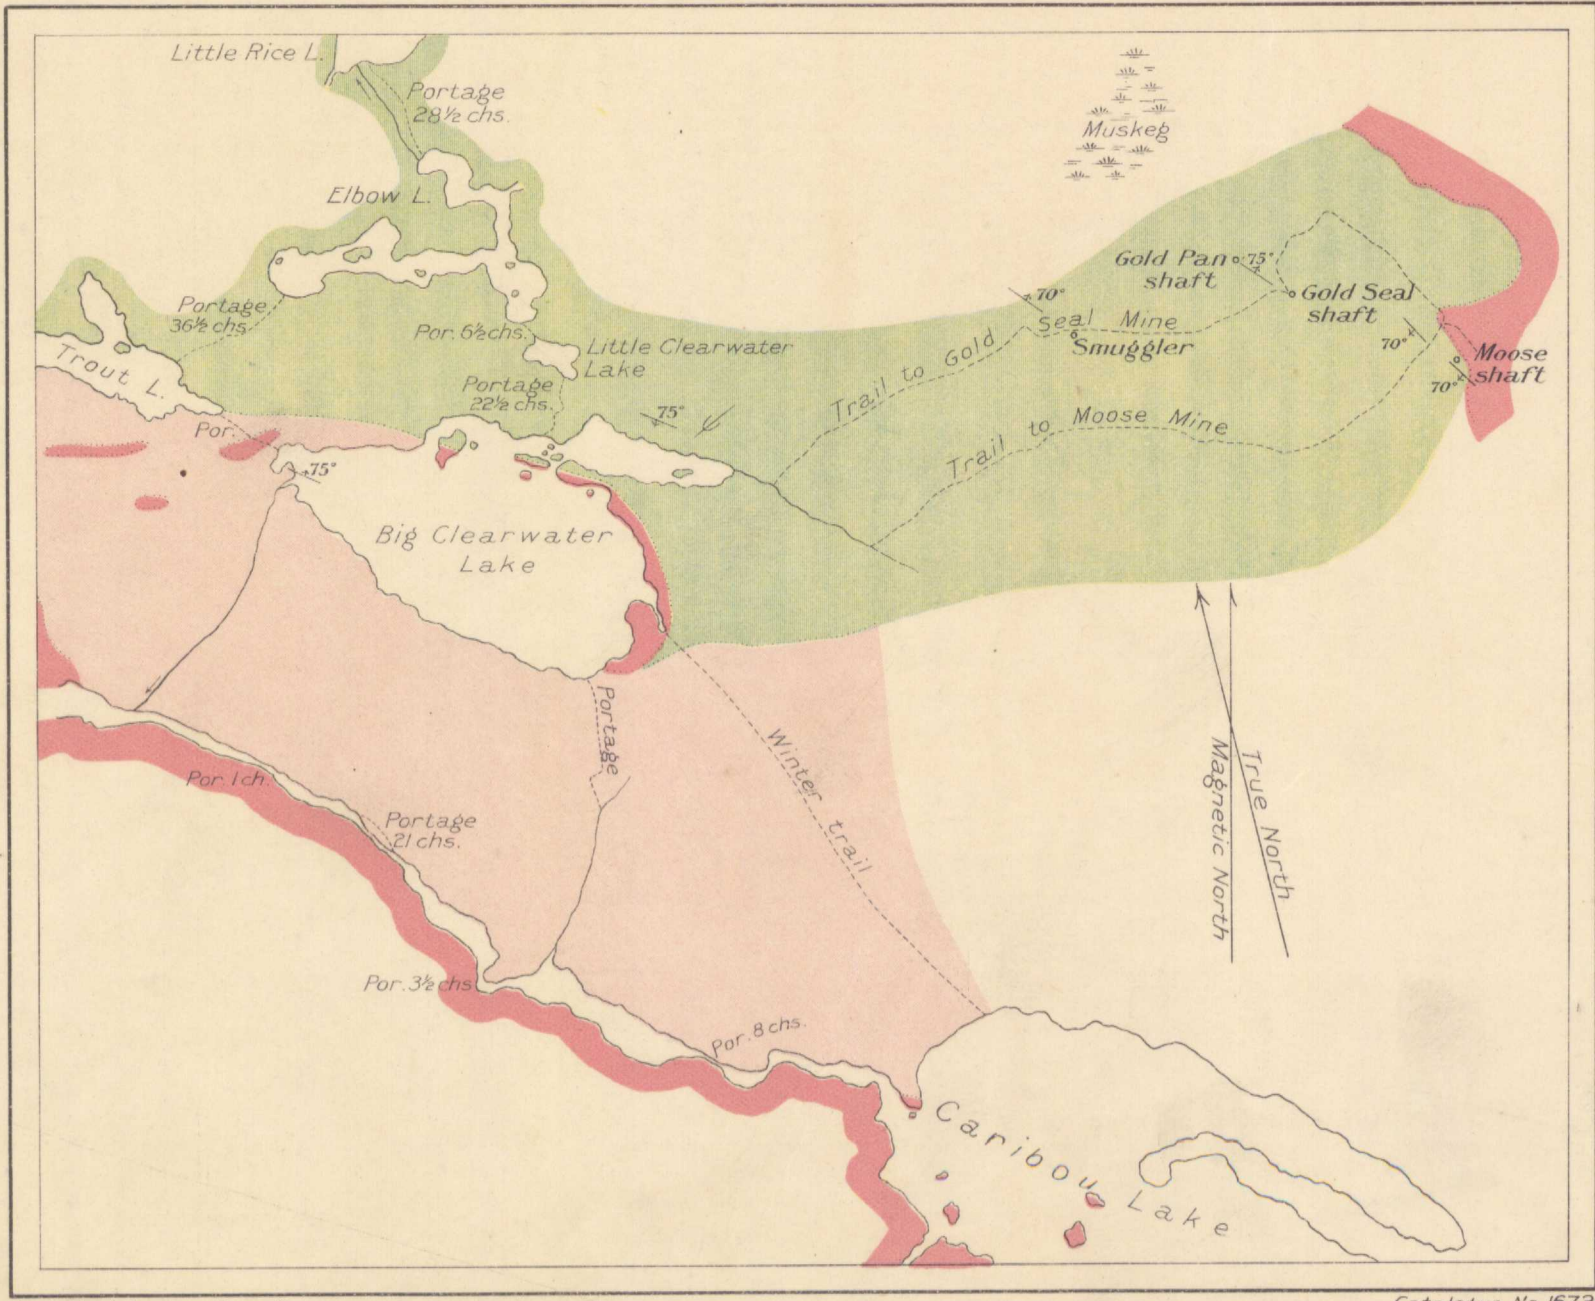 Little Rice L.
Portage
28½ chs.
Muskeg
Elbow L.
Gold Pan
shaft
75°
Gold Seal
shaft
70°
Portage
36½ chs.
Por. 6½ chs.
Little Clearwater
Lake
Trail to Gold Seal Mine
Smuggler
70°
Moose
shaft
70°
Trout L.
Portage
22½ chs.
75°
Trail to Moose Mine
Por.
75°
Big Clearwater
Lake
Portage
Winter trail
True North
Magnetic North
Por. 1 ch.
Portage
21 chs.
Por. 3½ chs
Por. 8 chs.
Caribou Lake